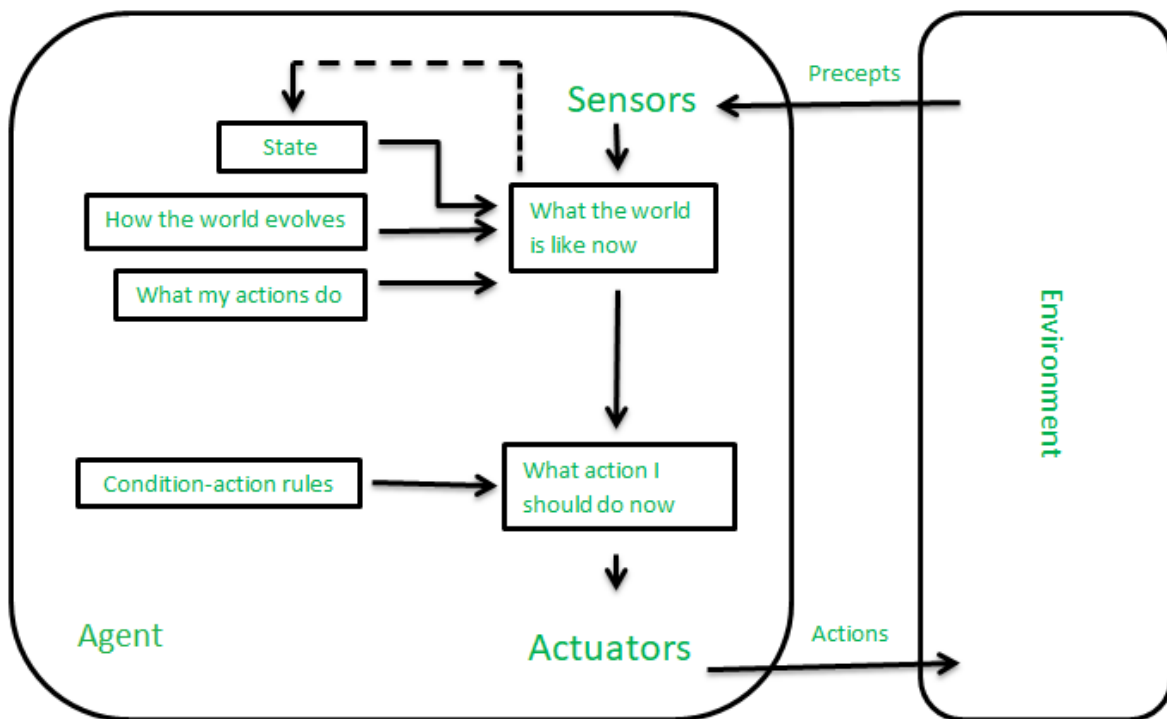 Precepts
Sensors
State
How the world evolves
What the world
is like now
What my actions do
Environment
Condition-action rules
What action I
should do now
Agent
Actuators
Actions